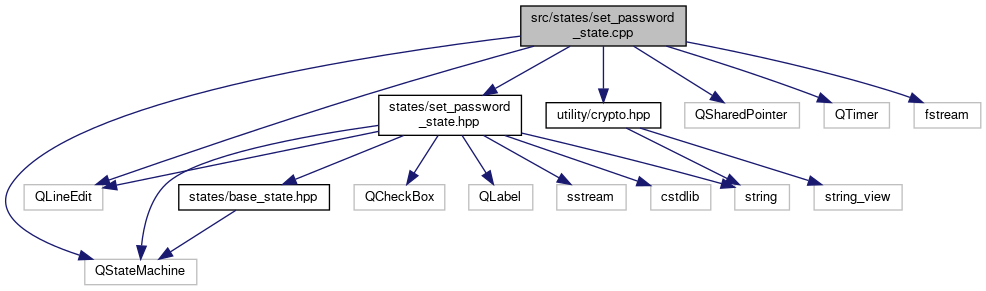 src/states/set_password
_state.cpp
states/set_password
_state.hpp
utility/crypto.hpp
QSharedPointer
QTimer
fstream
QLineEdit
states/base_state.hpp
QCheckBox
QLabel
sstream
cstdlib
string
string_view
QStateMachine